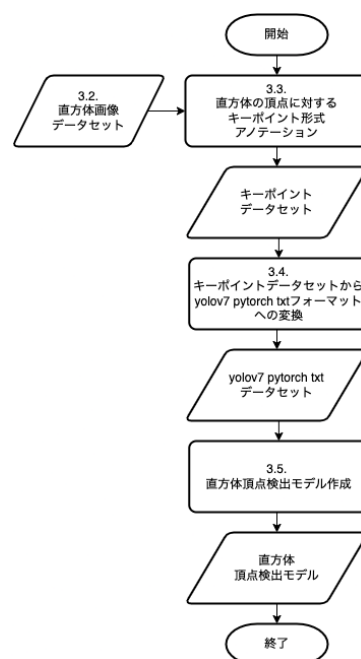 開始
3.2.
直方体画像
データセット
3.3.
直方体の頂点に対する
キーポイント形式
アノテーション
キーポイント
データセット
3.4.
キーポイントデータセットから
yolov7 pytorch txtフォーマット
への変換
yolov7 pytorch txt
データセット
3.5.
直方体頂点検出モデル作成
直方体
頂点検出モデル
終了